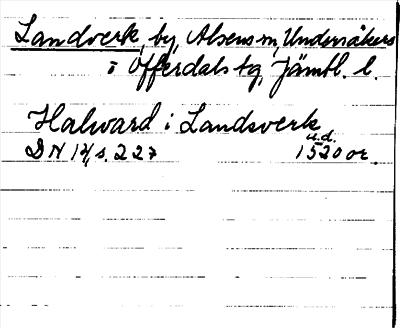 Landverk, by, Alsens sn, Undersåkers
o Offerdals tg, Jämtl. l.
Halward i Landsverk
u.d.
DN 14 s. 227 1520 or.